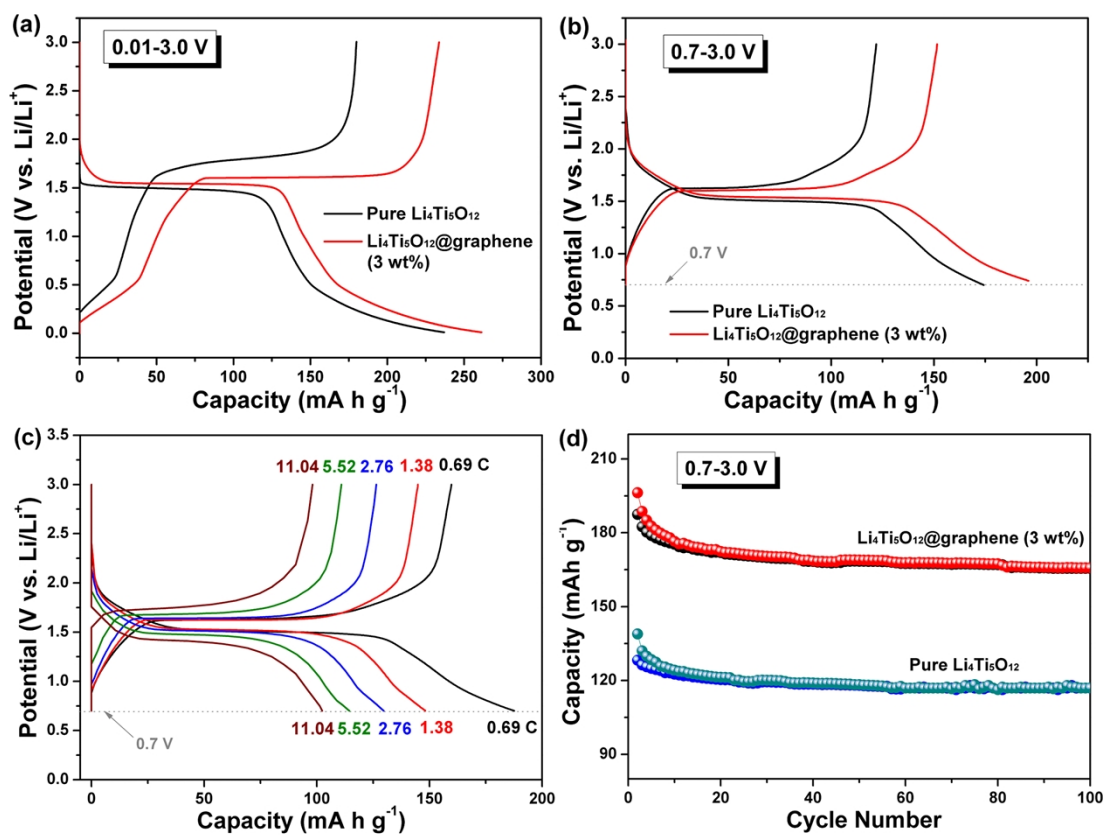 (a)
0.01-3.0 V
Potential (V vs. Li/Li⁺)
3.0
2.5
2.0
1.5
1.0
0.5
0.0
Pure Li₄Ti₅O₁₂
Li₄Ti₅O₁₂@graphene
(3 wt%)
0 50 100 150 200 250 300
Capacity (mA h g⁻¹)
(b)
0.7-3.0 V
Potential (V vs. Li/Li⁺)
3.0
2.5
2.0
1.5
1.0
0.5
0.0
0.7 V
Pure Li₄Ti₅O₁₂
Li₄Ti₅O₁₂@graphene (3 wt%)
0 50 100 150 200
Capacity (mA h g⁻¹)
(c)
Potential (V vs. Li/Li⁺)
3.5
3.0
2.5
2.0
1.5
1.0
0.5
0.0
11.04 5.52 2.76 1.38 0.69 C
11.04 5.52 2.76 1.38 0.69 C
0.7 V
0 50 100 150 200
Capacity (mA h g⁻¹)
(d)
0.7-3.0 V
Capacity (mAh g⁻¹)
210
180
150
120
90
Li₄Ti₅O₁₂@graphene (3 wt%)
Pure Li₄Ti₅O₁₂
0 20 40 60 80 100
Cycle Number